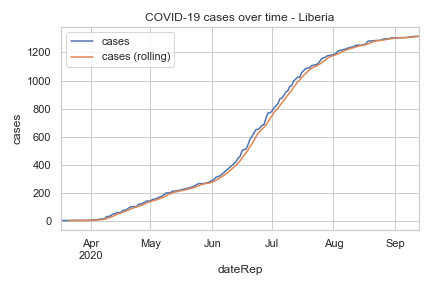 COVID-19 cases over time - Liberia
cases
cases (rolling)
cases
1200
1000
800
600
400
200
0
Apr
2020
May
Jun
Jul
Aug
Sep
dateRep